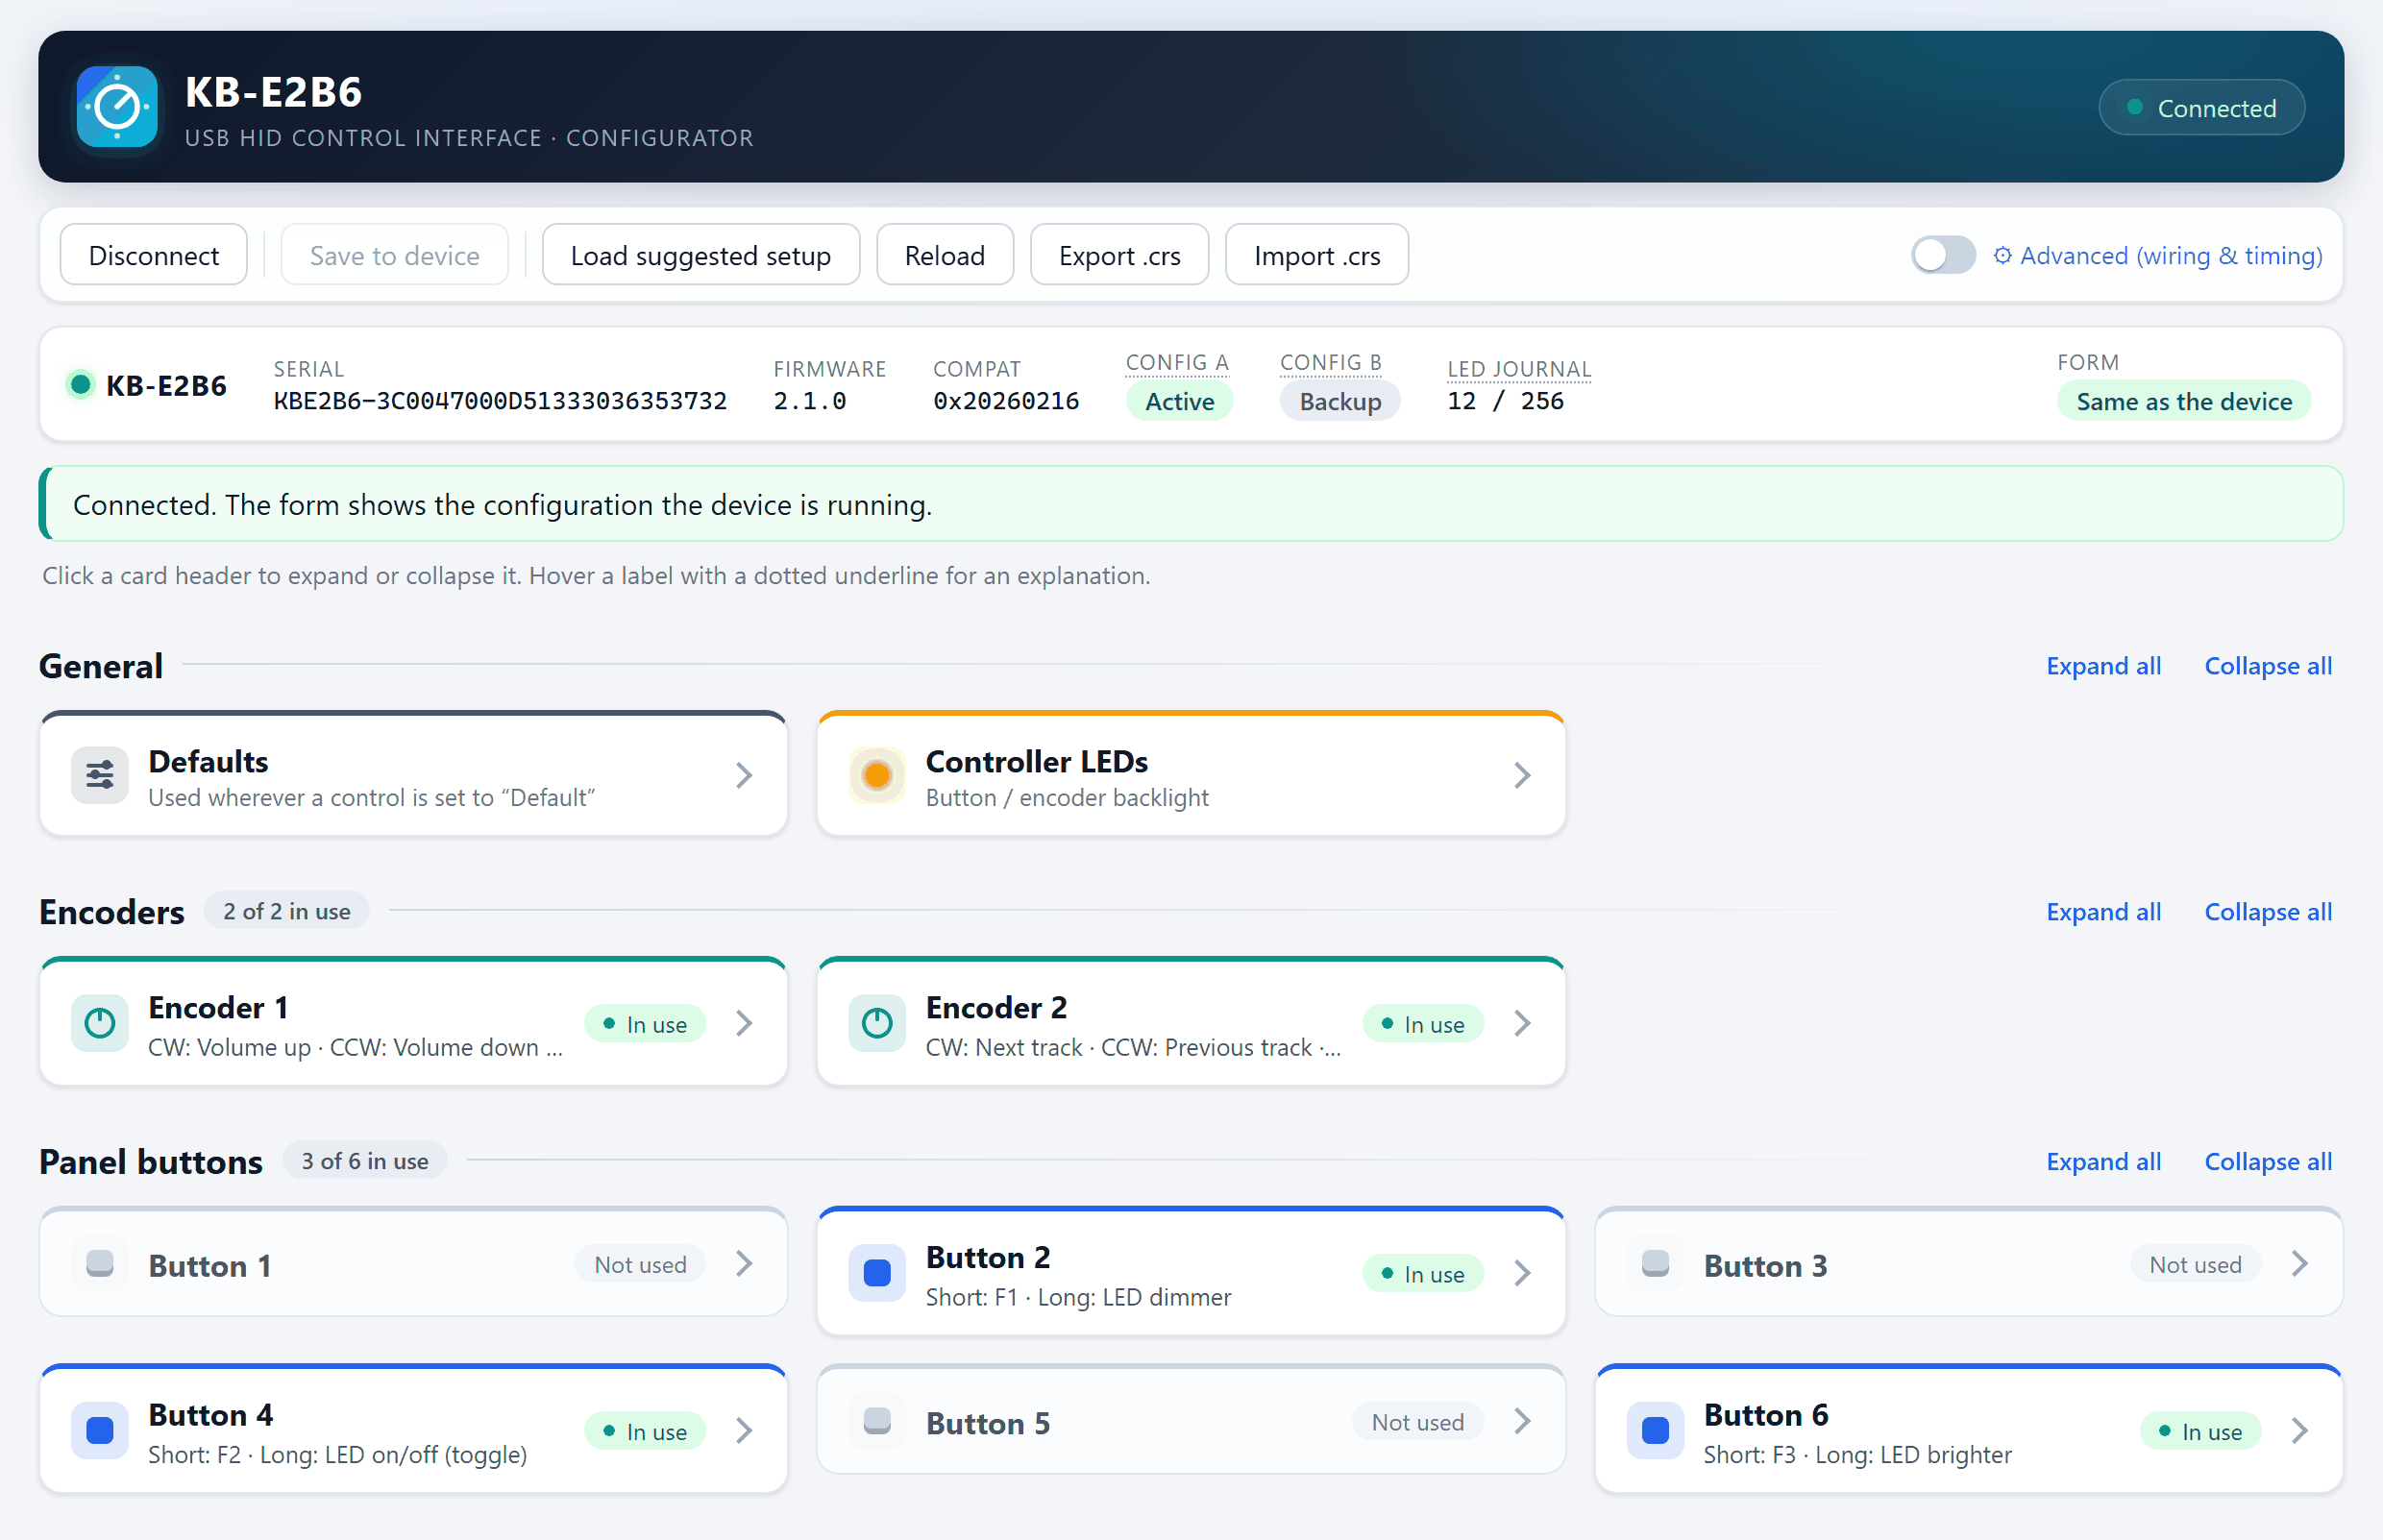 KB-E2B6
USB HID CONTROL INTERFACE · CONFIGURATOR
Connected
Disconnect
Save to device
Load suggested setup
Reload
Export .crs
Import .crs
Advanced (wiring & timing)
KB-E2B6
SERIAL
KBE2B6-3C0047000D51333036353732
FIRMWARE
2.1.0
COMPAT
0x20260216
CONFIG A
Active
CONFIG B
Backup
LED JOURNAL
12 / 256
FORM
Same as the device
Connected. The form shows the configuration the device is running.
Click a card header to expand or collapse it. Hover a label with a dotted underline for an explanation.
General
Expand all
Collapse all
Defaults
Used wherever a control is set to “Default”
Controller LEDs
Button / encoder backlight
Encoders
2 of 2 in use
Expand all
Collapse all
Encoder 1
CW: Volume up · CCW: Volume down ...
In use
Encoder 2
CW: Next track · CCW: Previous track ·...
In use
Panel buttons
3 of 6 in use
Expand all
Collapse all
Button 1
Not used
Button 2
Short: F1 · Long: LED dimmer
In use
Button 3
Not used
Button 4
Short: F2 · Long: LED on/off (toggle)
In use
Button 5
Not used
Button 6
Short: F3 · Long: LED brighter
In use